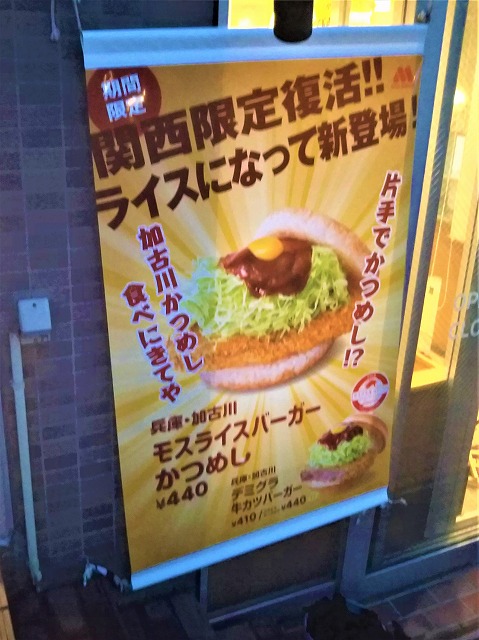 期間
限定
関西限定復活!!
ライスになって新登場!
片手でかつめし!?
加古川かつめし
食べにきてや
兵庫・加古川
モスライスバーガー
かつめし
¥440
兵庫・加古川
デミグラ
牛カツバーガー
¥410/
¥440
OP
CLO